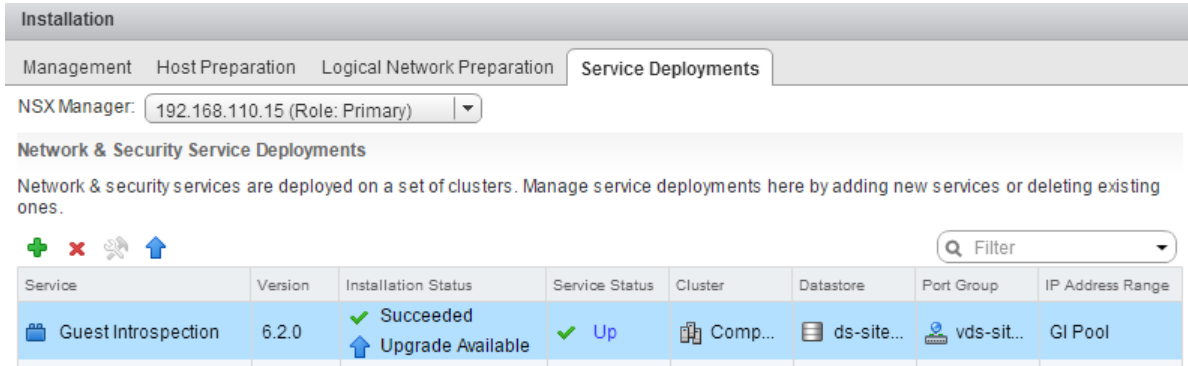 Installation
Management Host Preparation Logical Network Preparation Service Deployments
NSX Manager: 192.168.110.15 (Role: Primary)
Network & Security Service Deployments
Network & security services are deployed on a set of clusters. Manage service deployments here by adding new services or deleting existing
ones.
Filter
Service Version Installation Status Service Status Cluster Datastore Port Group IP Address Range
Guest Introspection 6.2.0 Succeeded Up Comp... ds-site... vds-sit... GI Pool
Upgrade Available